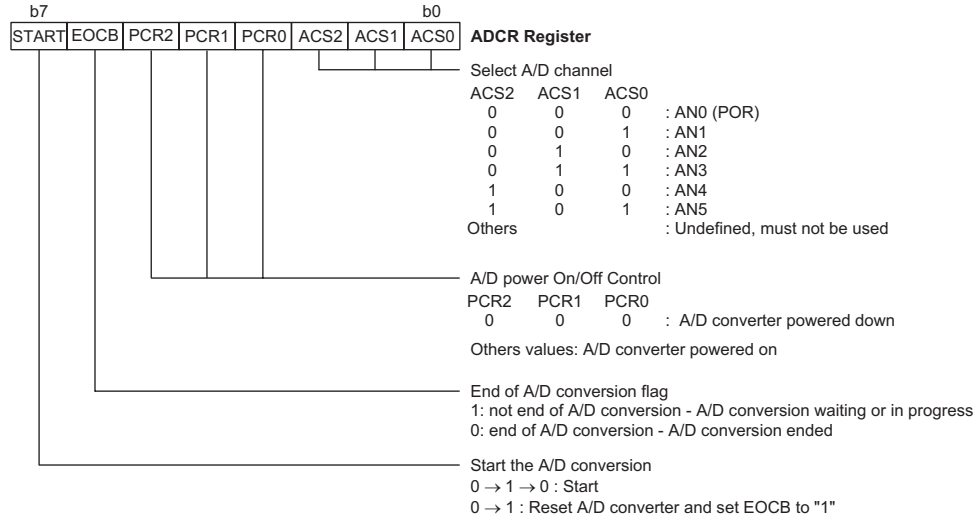 b7 b0
START EOCB PCR2 PCR1 PCR0 ACS2 ACS1 ACS0 ADCR Register
Select A/D channel
ACS2 ACS1 ACS0
0 0 0 : AN0 (POR)
0 0 1 : AN1
0 1 0 : AN2
0 1 1 : AN3
1 0 0 : AN4
1 0 1 : AN5
Others : Undefined, must not be used
A/D power On/Off Control
PCR2 PCR1 PCR0
0 0 0 : A/D converter powered down
Others values: A/D converter powered on
End of A/D conversion flag
1: not end of A/D conversion - A/D conversion waiting or in progress
0: end of A/D conversion - A/D conversion ended
Start the A/D conversion
0 → 1 → 0 : Start
0 → 1 : Reset A/D converter and set EOCB to "1"